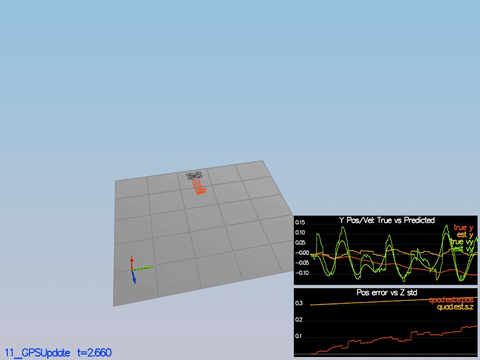 Y Pos/Vel: True vs Predicted
0.15
true y
0.10
est y
0.05
true vy
-0.00
est vy
-0.05
-0.10
Pos error vs Z std
quad.est.e.pos
0.3
quad.est.s.z
0.2
0.1
11_GPSUpdate t=2.660